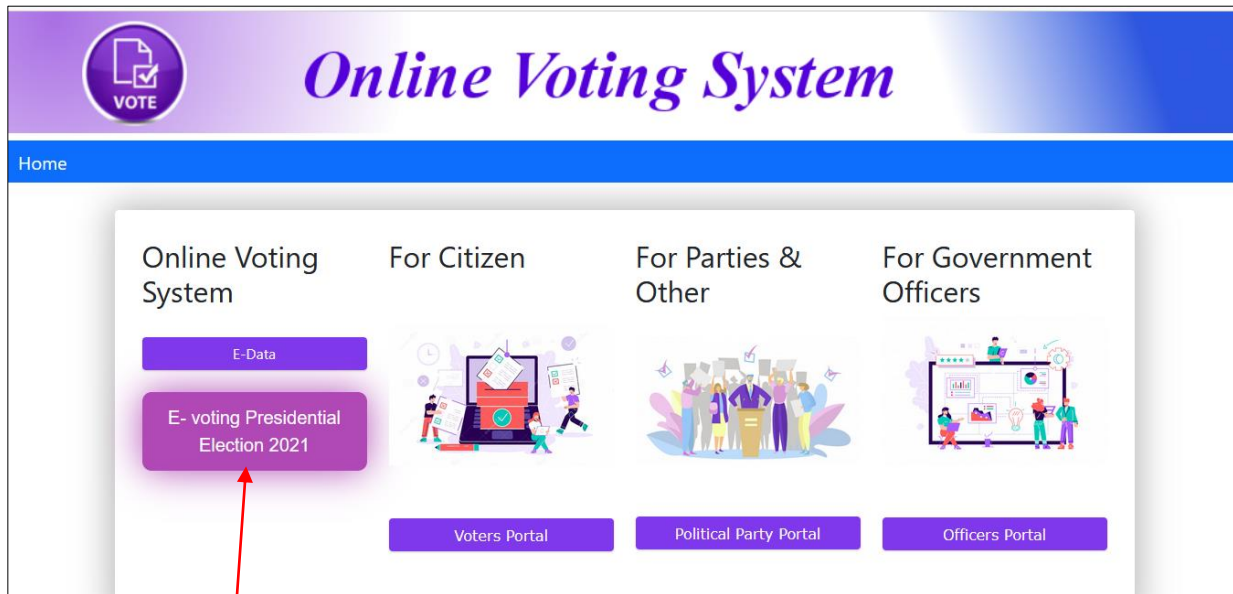 VOTE
Online Voting System
Home
Online Voting
System
E-Data
E- voting Presidential
Election 2021
For Citizen
Voters Portal
For Parties &
Other
Political Party Portal
For Government
Officers
Officers Portal